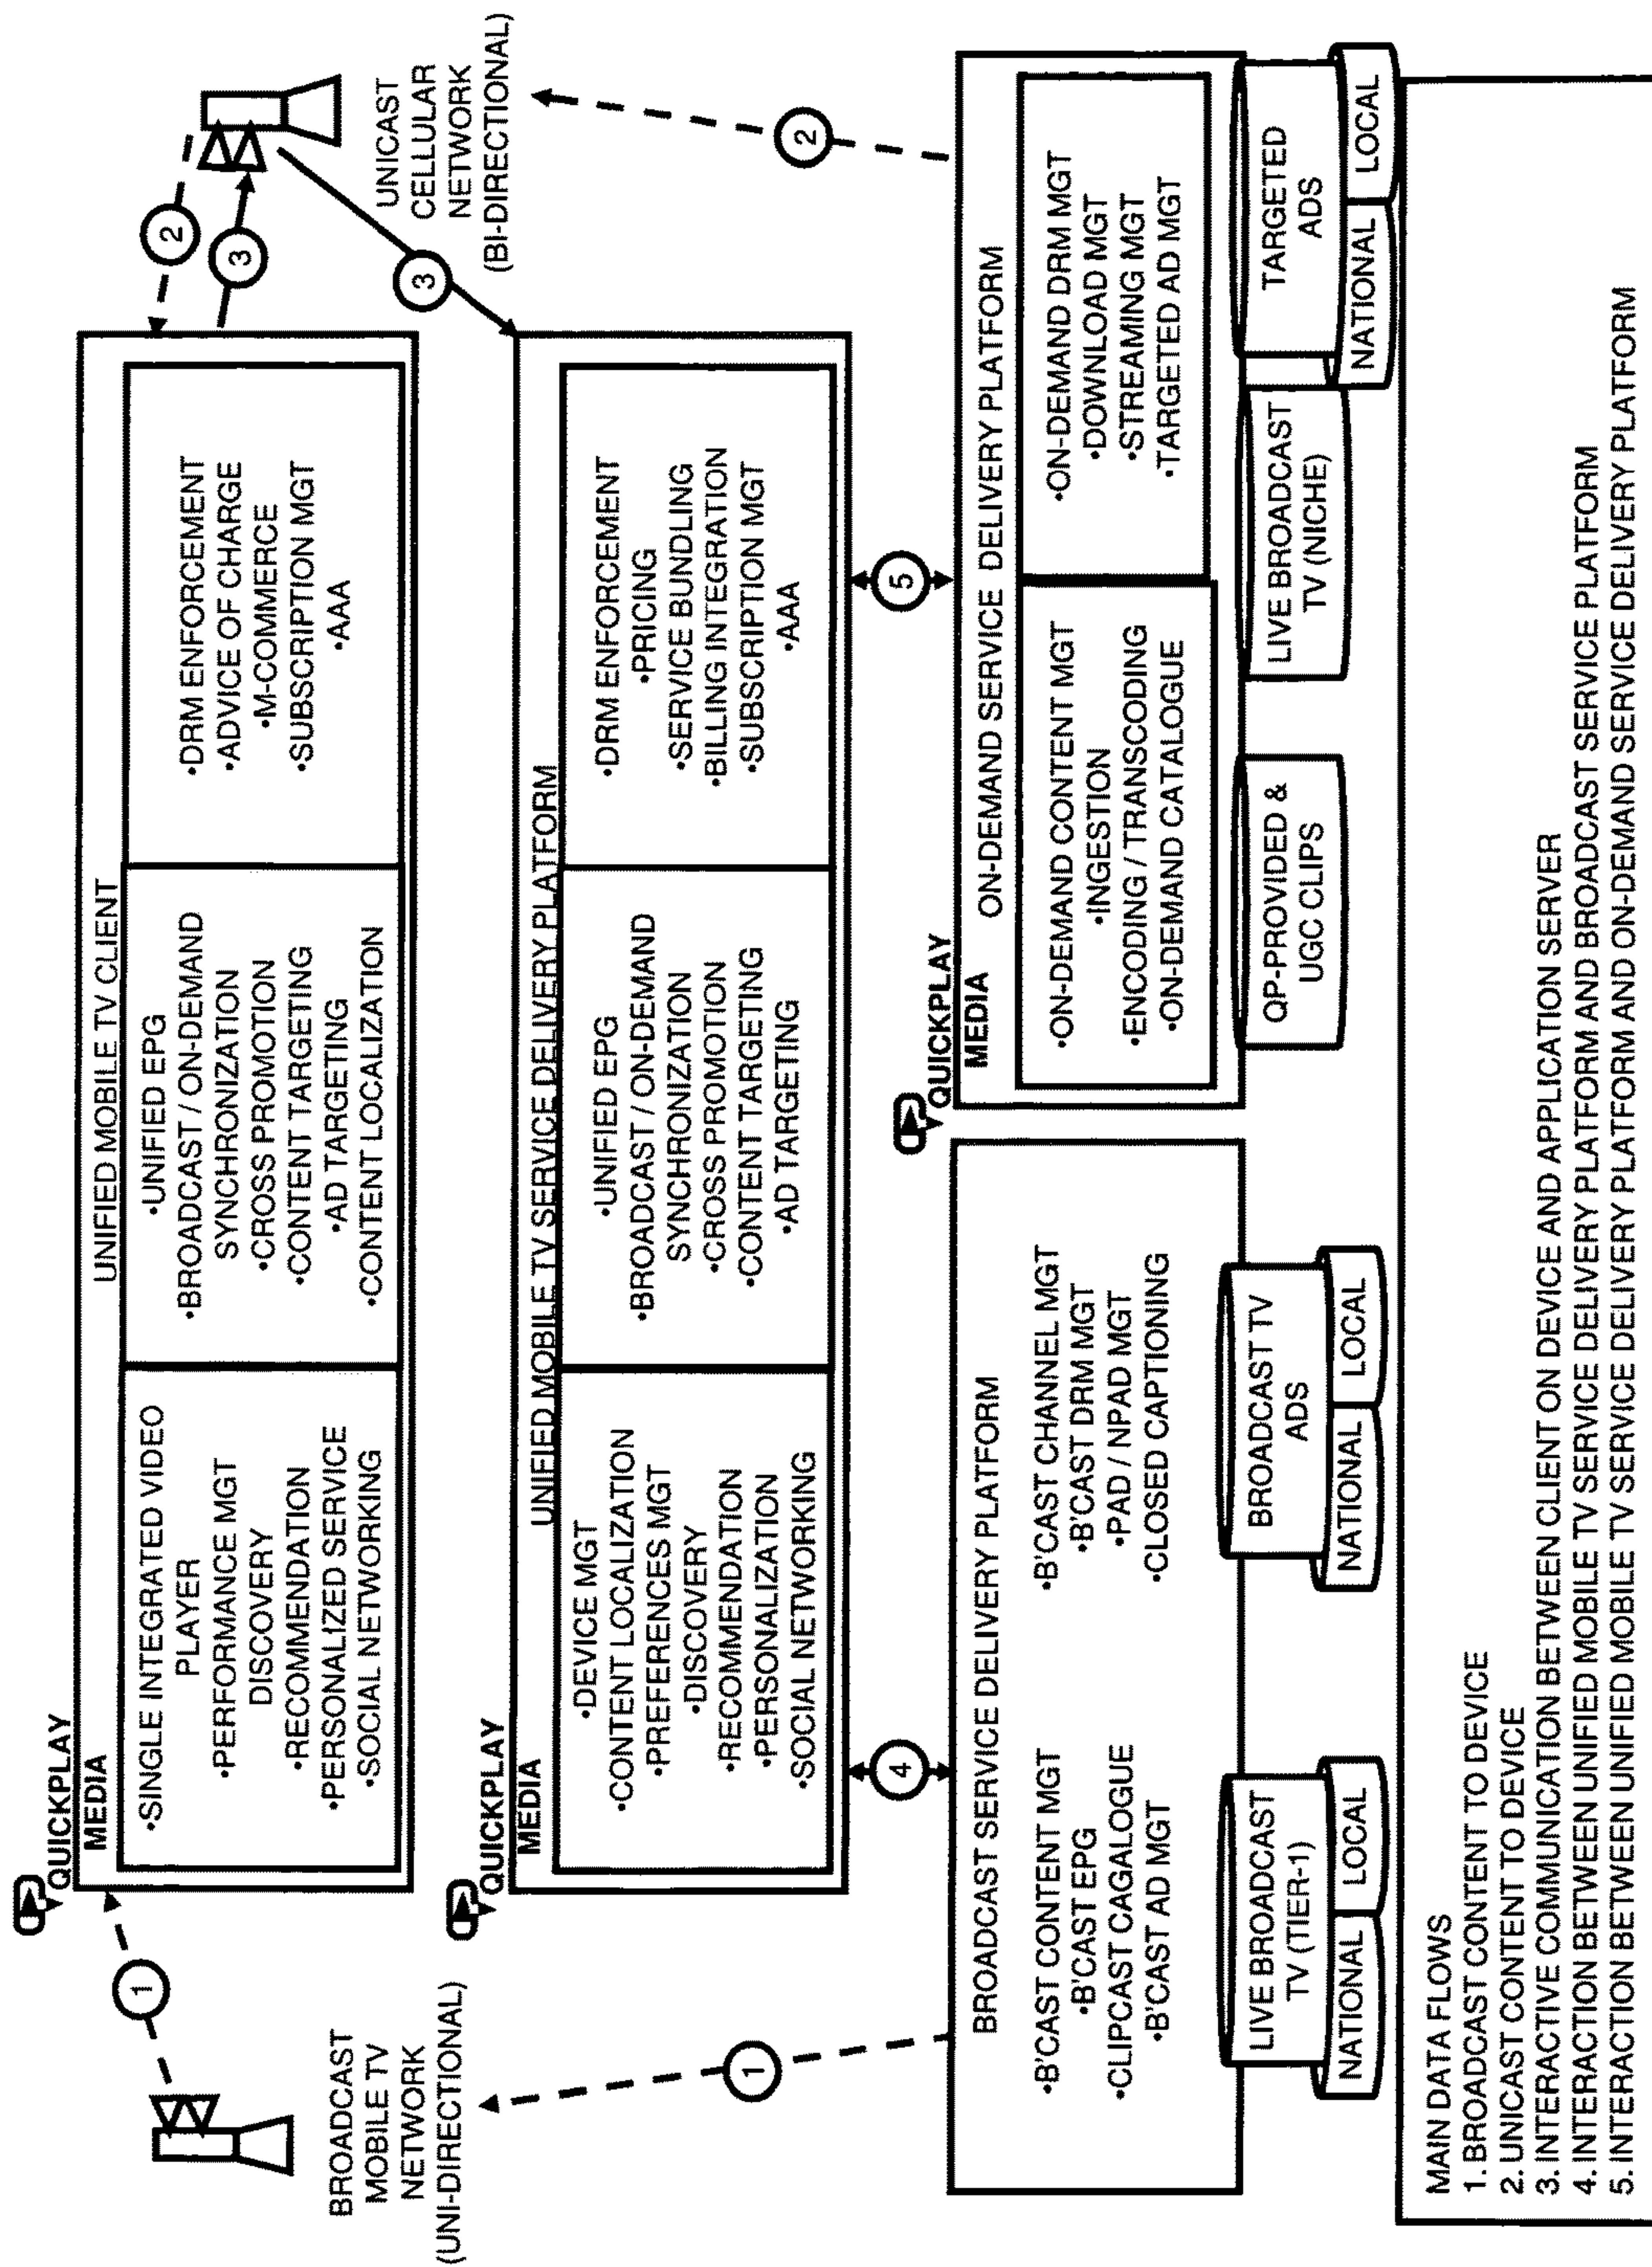 QUICKPLAY
MEDIA
UNIFIED MOBILE TV CLIENT
•SINGLE INTEGRATED VIDEO
PLAYER
•PERFORMANCE MGT
DISCOVERY
•RECOMMENDATION
•PERSONALIZED SERVICE
•SOCIAL NETWORKING
•UNIFIED EPG
•BROADCAST / ON-DEMAND
SYNCHRONIZATION
•CROSS PROMOTION
•CONTENT TARGETING
•AD TARGETING
•CONTENT LOCALIZATION
•DRM ENFORCEMENT
•ADVICE OF CHARGE
•M-COMMERCE
•SUBSCRIPTION MGT
•AAA
1
2
3
BROADCAST
MOBILE TV
NETWORK
(UNI-DIRECTIONAL)
UNICAST
CELLULAR
NETWORK
(BI-DIRECTIONAL)
3
QUICKPLAY
MEDIA
UNIFIED MOBILE TV SERVICE DELIVERY PLATFORM
•DEVICE MGT
•CONTENT LOCALIZATION
•PREFERENCES MGT
•DISCOVERY
•RECOMMENDATION
•PERSONALIZATION
•SOCIAL NETWORKING
•UNIFIED EPG
•BROADCAST / ON-DEMAND
SYNCHRONIZATION
•CROSS PROMOTION
•CONTENT TARGETING
•AD TARGETING
•DRM ENFORCEMENT
•PRICING
•SERVICE BUNDLING
•BILLING INTEGRATION
•SUBSCRIPTION MGT
•AAA
1
4
5
2
BROADCAST SERVICE DELIVERY PLATFORM
•B'CAST CONTENT MGT
•B'CAST EPG
•CLIPCAST CAGALOGUE
•B'CAST AD MGT
•B'CAST CHANNEL MGT
•B'CAST DRM MGT
•PAD / NPAD MGT
•CLOSED CAPTIONING
LIVE BROADCAST
TV (TIER-1)
NATIONAL
LOCAL
BROADCAST TV
ADS
NATIONAL
LOCAL
QUICKPLAY
MEDIA
ON-DEMAND SERVICE DELIVERY PLATFORM
•ON-DEMAND CONTENT MGT
•INGESTION
•ENCODING / TRANSCODING
•ON-DEMAND CATALOGUE
•ON-DEMAND DRM MGT
•DOWNLOAD MGT
•STREAMING MGT
•TARGETED AD MGT
QP-PROVIDED &
UGC CLIPS
LIVE BROADCAST
TV (NICHE)
TARGETED
ADS
NATIONAL
LOCAL
MAIN DATA FLOWS
1. BROADCAST CONTENT TO DEVICE
2. UNICAST CONTENT TO DEVICE
3. INTERACTIVE COMMUNICATION BETWEEN CLIENT ON DEVICE AND APPLICATION SERVER
4. INTERACTION BETWEEN UNIFIED MOBILE TV SERVICE DELIVERY PLATFORM AND BROADCAST SERVICE PLATFORM
5. INTERACTION BETWEEN UNIFIED MOBILE TV SERVICE DELIVERY PLATFORM AND ON-DEMAND SERVICE DELIVERY PLATFORM